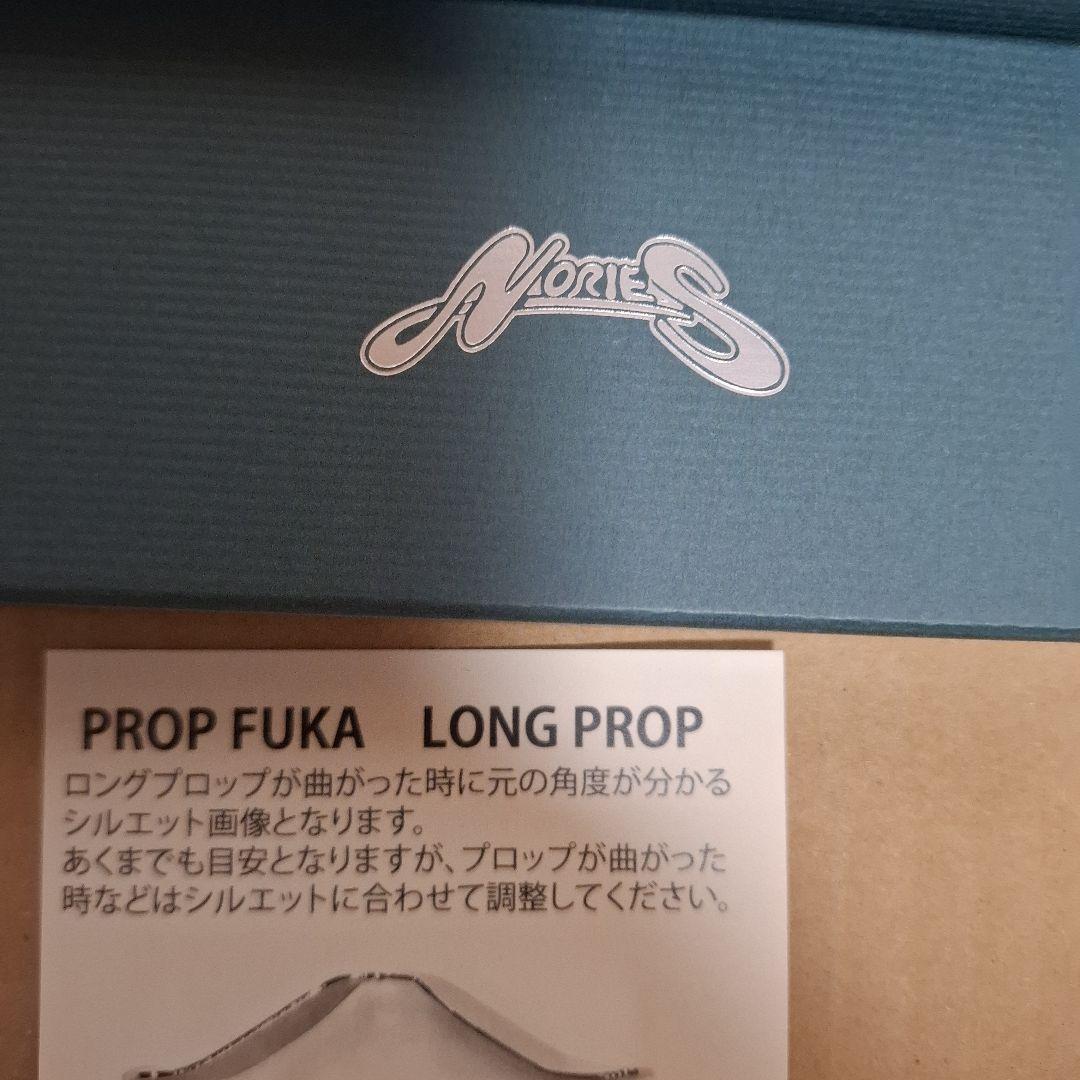 NORIES
PROP FUKA LONG PROP
ロングプロップが曲がった時に元の角度が分かる
シルエット画像となります。
あくまでも目安となりますが、プロップが曲がった
時などはシルエットに合わせて調整してください。